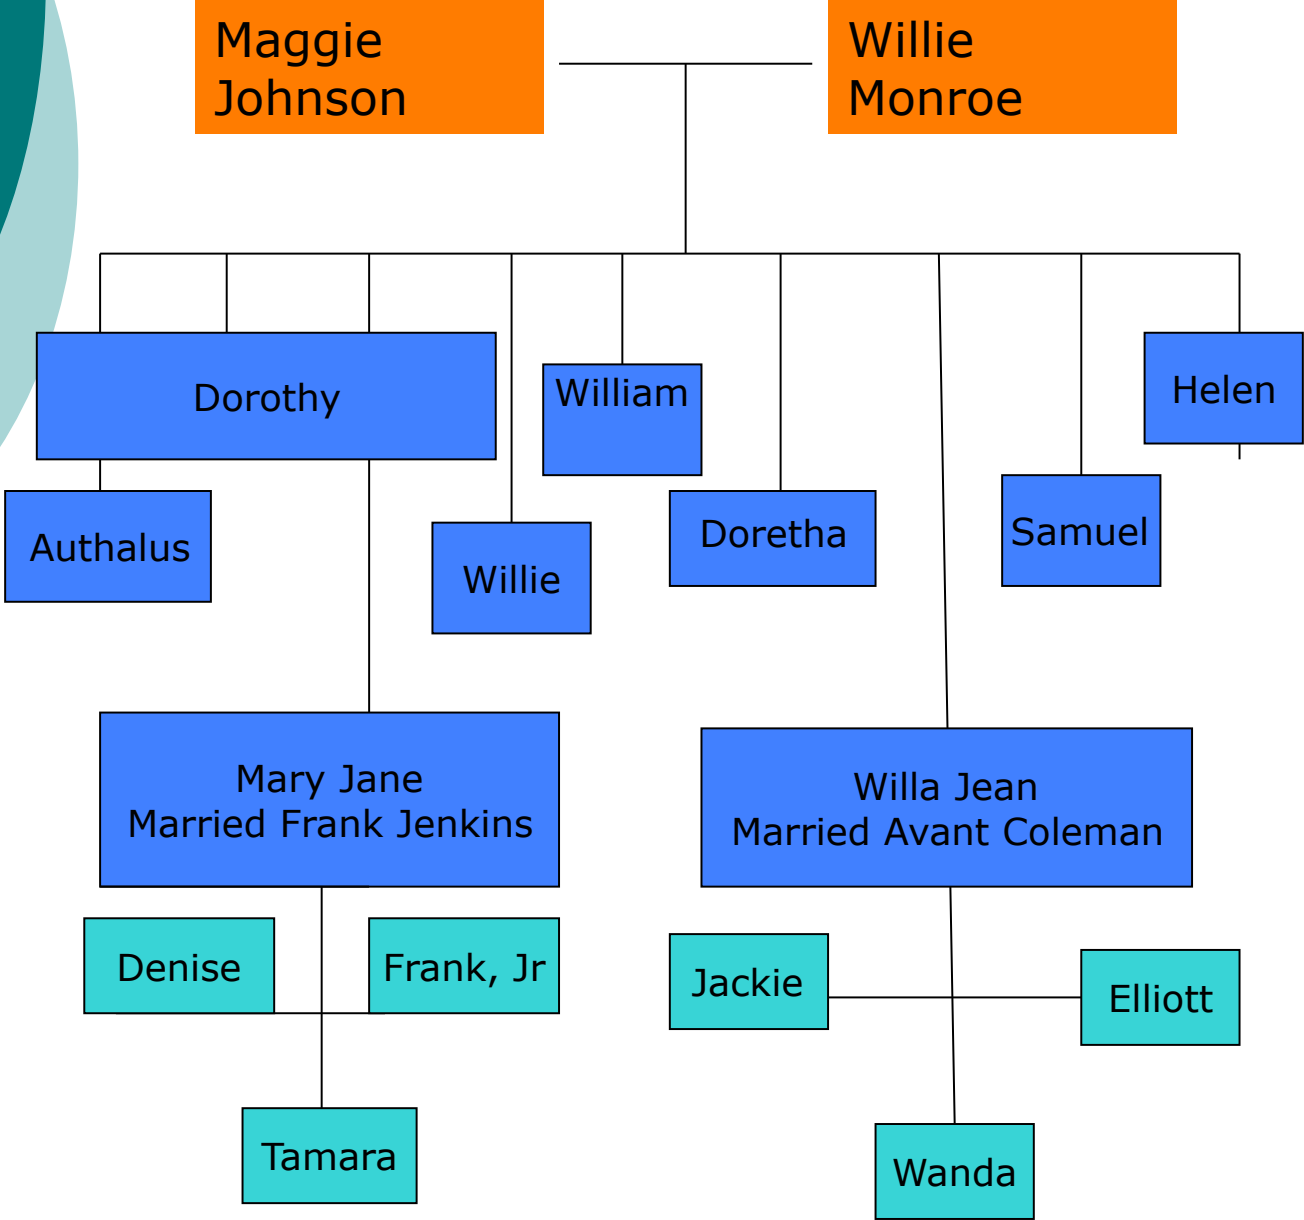 Maggie
Johnson
Willie
Monroe
Dorothy
William
Helen
Authalus
Willie
Doretha
Samuel
Mary Jane
Married Frank Jenkins
Willa Jean
Married Avant Coleman
Denise
Frank, Jr
Jackie
Elliott
Tamara
Wanda